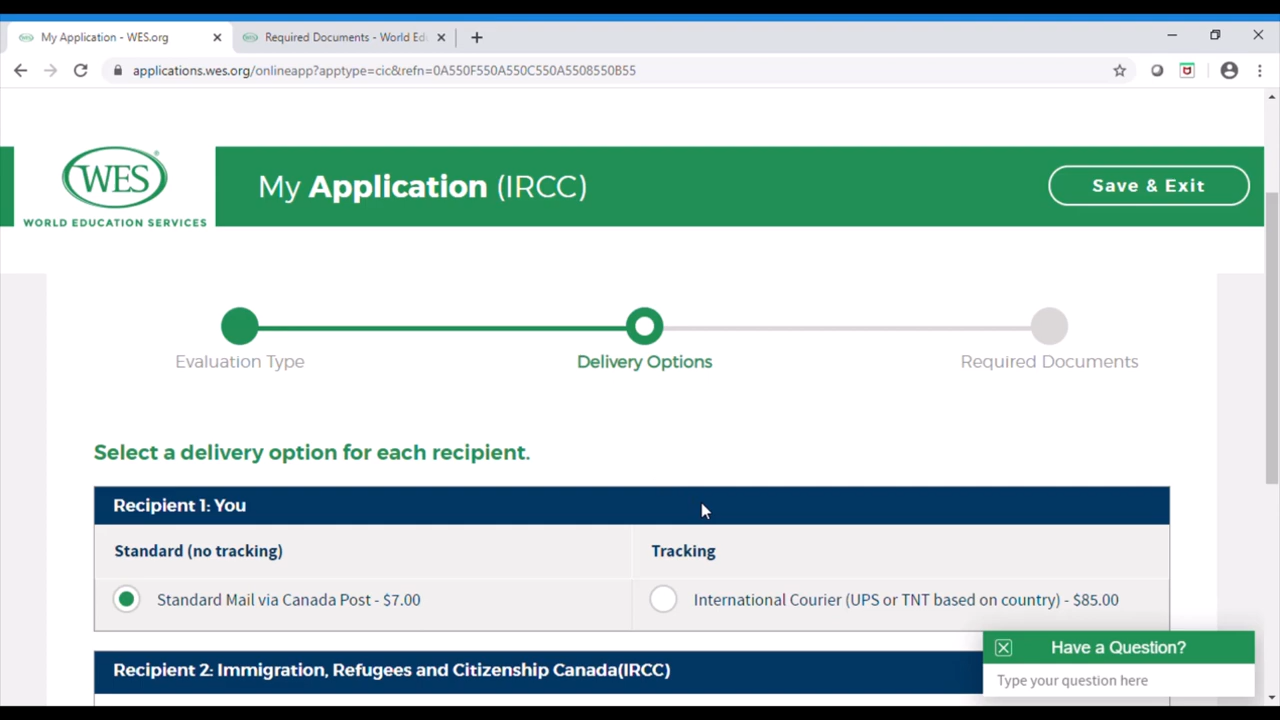 My Application - WES.org
Required Documents - World Ed
applications.wes.org/onlineapp?apptype=cic&refn=0A550F550A550C550A5508550B55
WES
WORLD EDUCATION SERVICES
My Application (IRCC)
Save & Exit
Evaluation Type
Delivery Options
Required Documents
Select a delivery option for each recipient.
Recipient 1: You
Standard (no tracking)
Tracking
Standard Mail via Canada Post - $7.00
International Courier (UPS or TNT based on country) - $85.00
Recipient 2: Immigration, Refugees and Citizenship Canada(IRCC)
Have a Question?
Type your question here